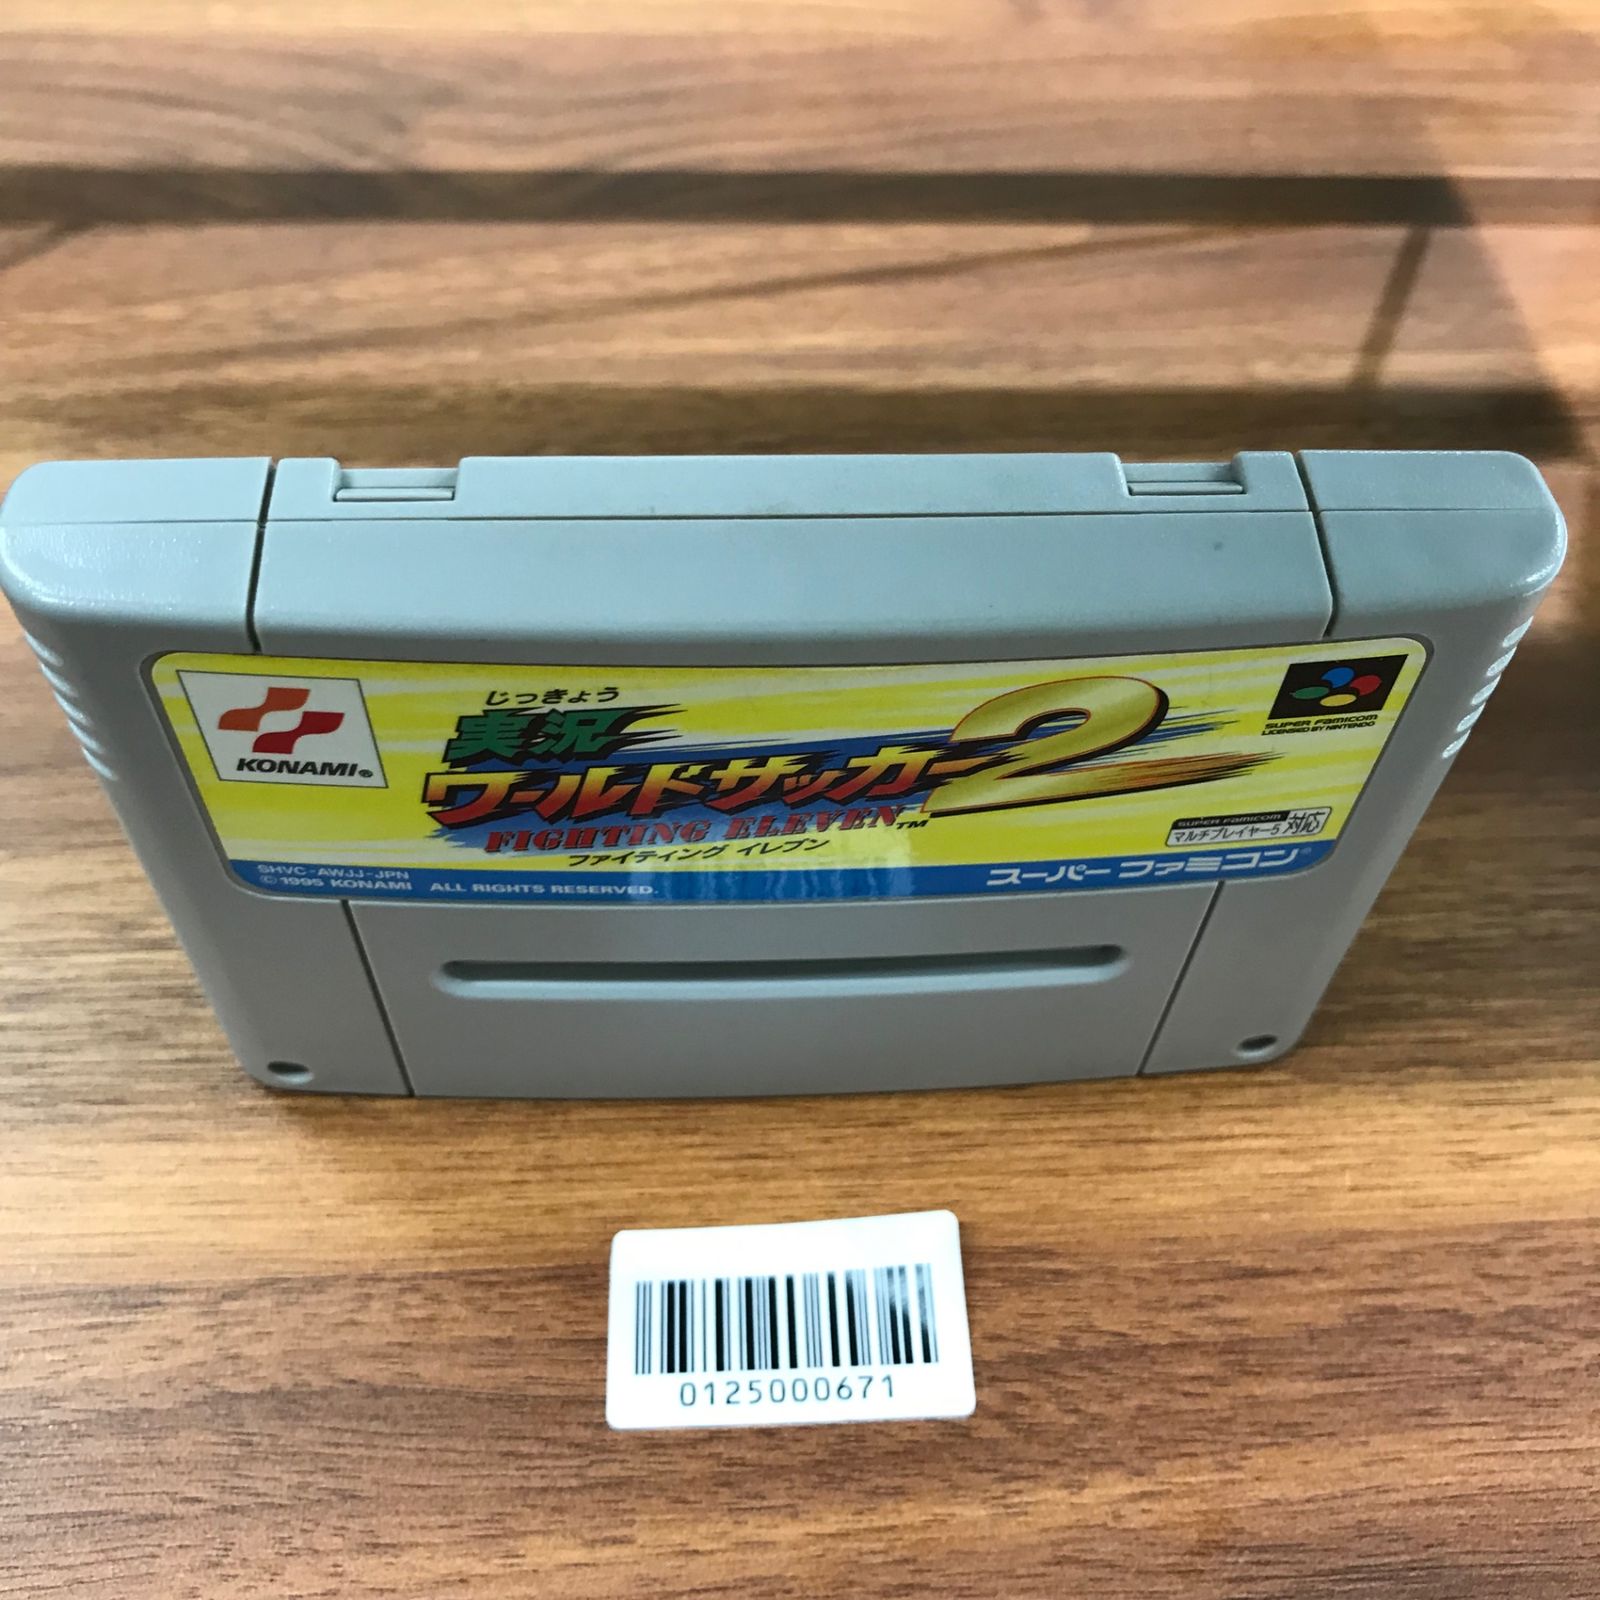 KONAMI®
じっきょう
実況
ワールドサッカー2
FIGHTING ELEVEN™
ファイティング イレブン
SUPER FAMICOM
LICENSED BY NINTENDO
SUPER FAMICOM
マルチプレイヤー5 対応
SHVC-AWJJ-JPN
© 1995 KONAMI ALL RIGHTS RESERVED.
スーパーファミコン®
0125000671